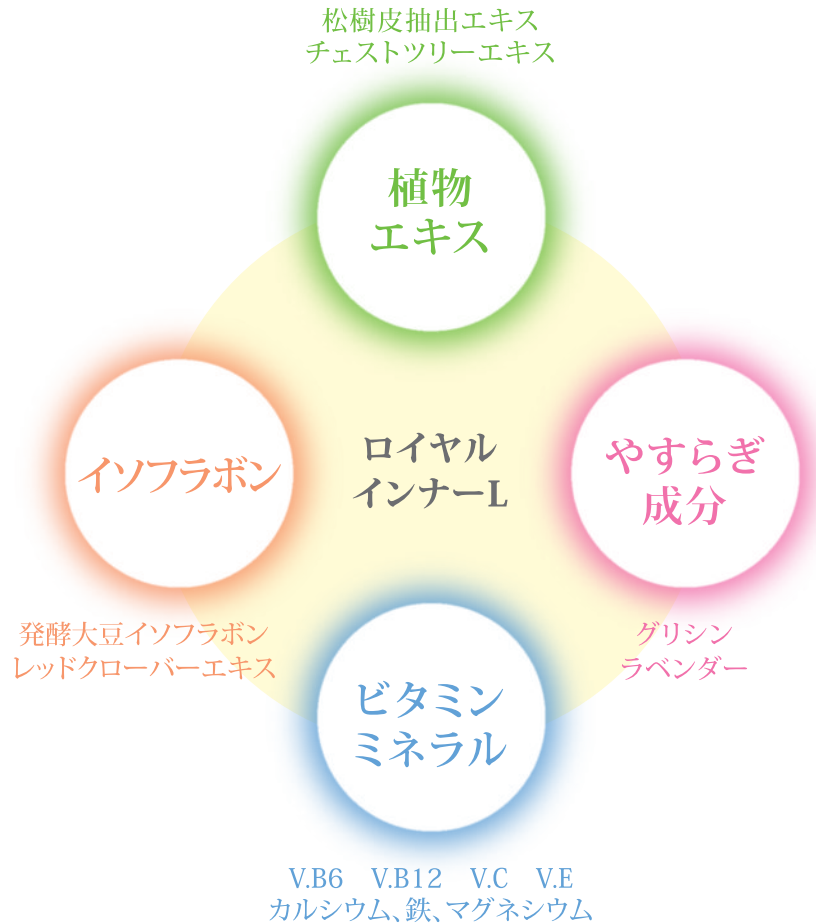 松樹皮抽出エキス
チェストツリーエキス
植物
エキス
イソフラボン
ロイヤル
インナーL
やすらぎ
成分
発酵大豆イソフラボン
レッドクローバーエキス
グリシン
ラベンダー
ビタミン
ミネラル
V.B6 V.B12 V.C V.E
カルシウム、鉄、マグネシウム